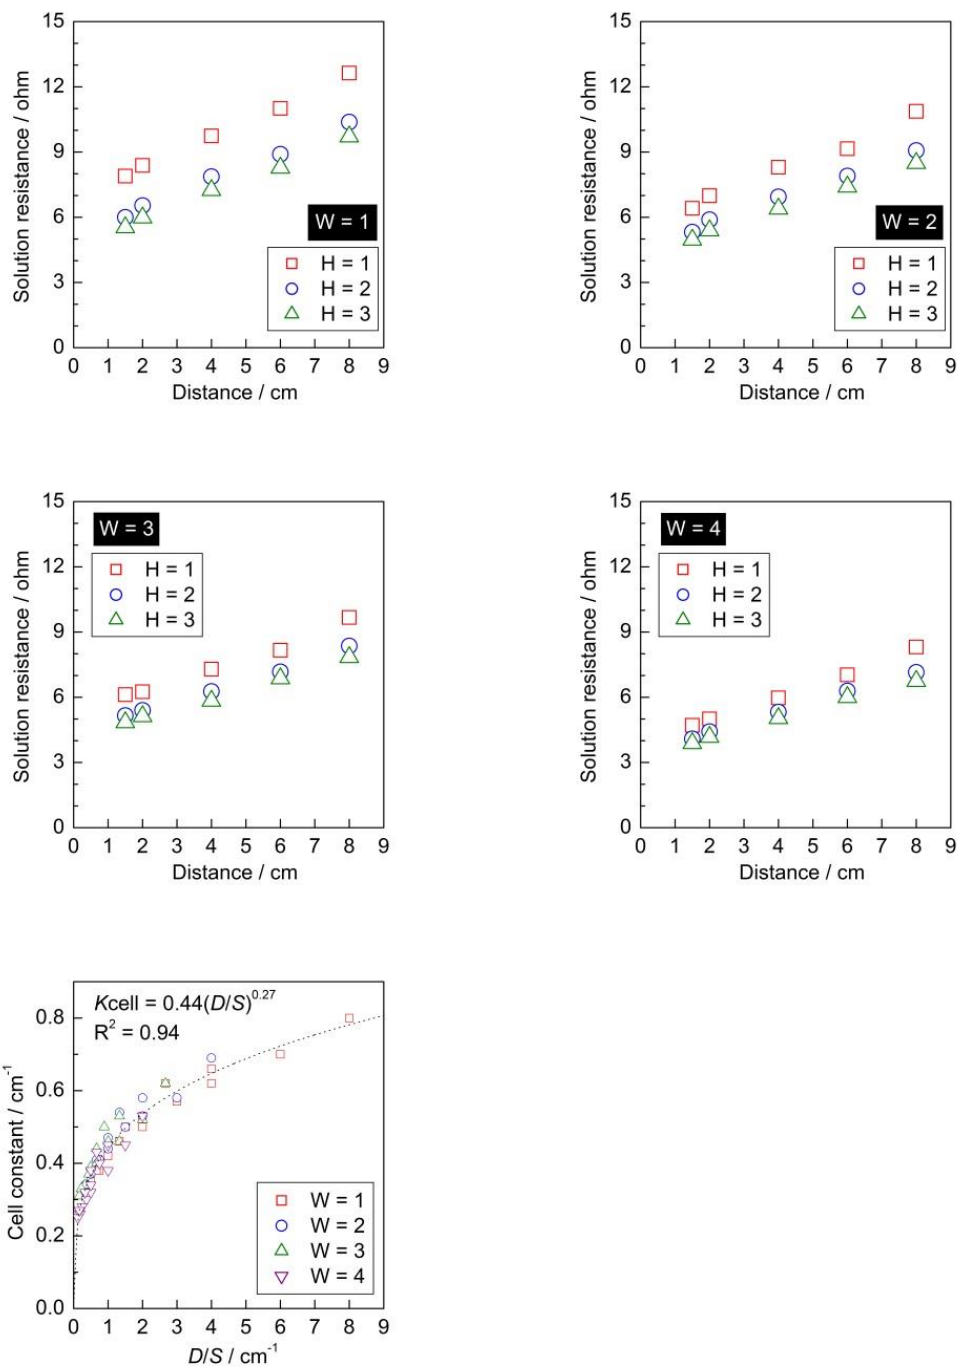 15
12
9
6
3
0
Solution resistance / ohm
W = 1
H = 1
H = 2
H = 3
0 1 2 3 4 5 6 7 8 9
Distance / cm
15
12
9
6
3
0
Solution resistance / ohm
W = 2
H = 1
H = 2
H = 3
0 1 2 3 4 5 6 7 8 9
Distance / cm
15
12
9
6
3
0
Solution resistance / ohm
W = 3
H = 1
H = 2
H = 3
0 1 2 3 4 5 6 7 8 9
Distance / cm
15
12
9
6
3
0
Solution resistance / ohm
W = 4
H = 1
H = 2
H = 3
0 1 2 3 4 5 6 7 8 9
Distance / cm
Kcell = 0.44(D/S)^0.27
R² = 0.94
0.8
0.6
0.4
0.2
0.0
Cell constant / cm⁻¹
W = 1
W = 2
W = 3
W = 4
0 1 2 3 4 5 6 7 8 9
D/S / cm⁻¹